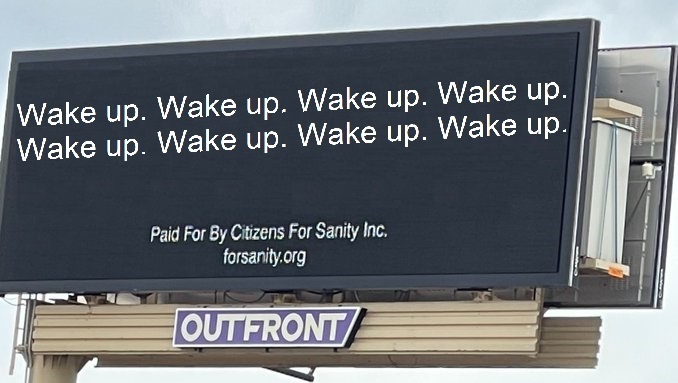 Wake up. Wake up. Wake up. Wake up.
Wake up. Wake up. Wake up. Wake up.
Paid For By Citizens For Sanity Inc.
forsanity.org
OUTFRONT/